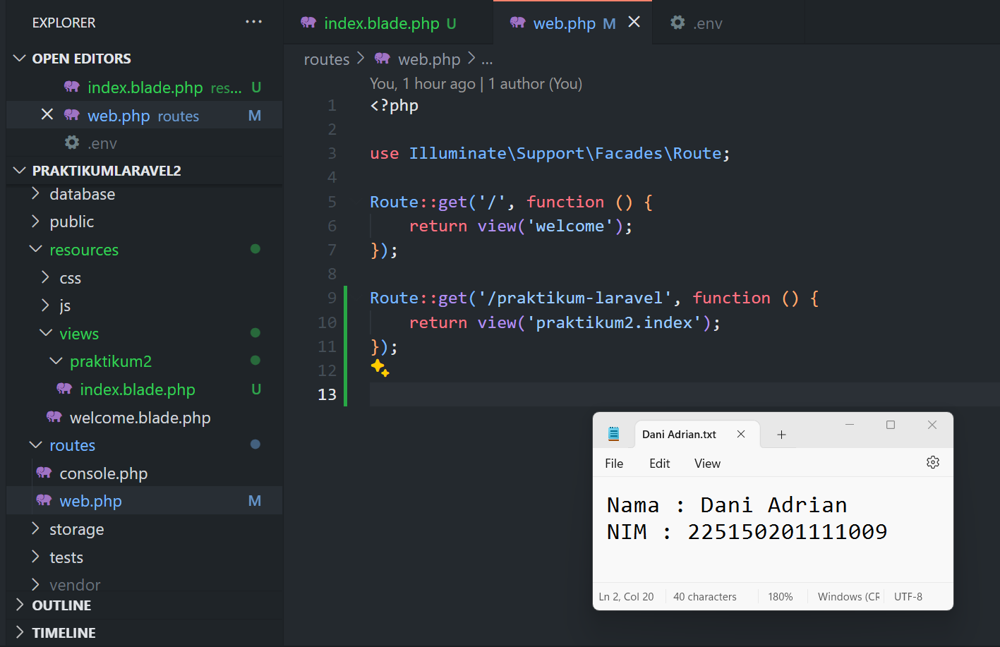 EXPLORER ...
OPEN EDITORS
index.blade.php res... U
web.php routes M
.env
PRAKTIKUMLARAVEL2
database
public
resources
css
js
views
praktikum2
index.blade.php U
welcome.blade.php
routes
console.php
web.php M
storage
tests
vendor
OUTLINE
TIMELINE
index.blade.php U
web.php M
.env
routes > web.php > ...
You, 1 hour ago | 1 author (You)
1 <?php
2
3 use Illuminate\Support\Facades\Route;
4
5 Route::get('/', function () {
6 return view('welcome');
7 });
8
9 Route::get('/praktikum-laravel', function () {
10 return view('praktikum2.index');
11 });
12
13
Dani Adrian.txt
File Edit View
Nama : Dani Adrian
NIM : 225150201111009
Ln 2, Col 20 40 characters 180% Windows (CR UTF-8